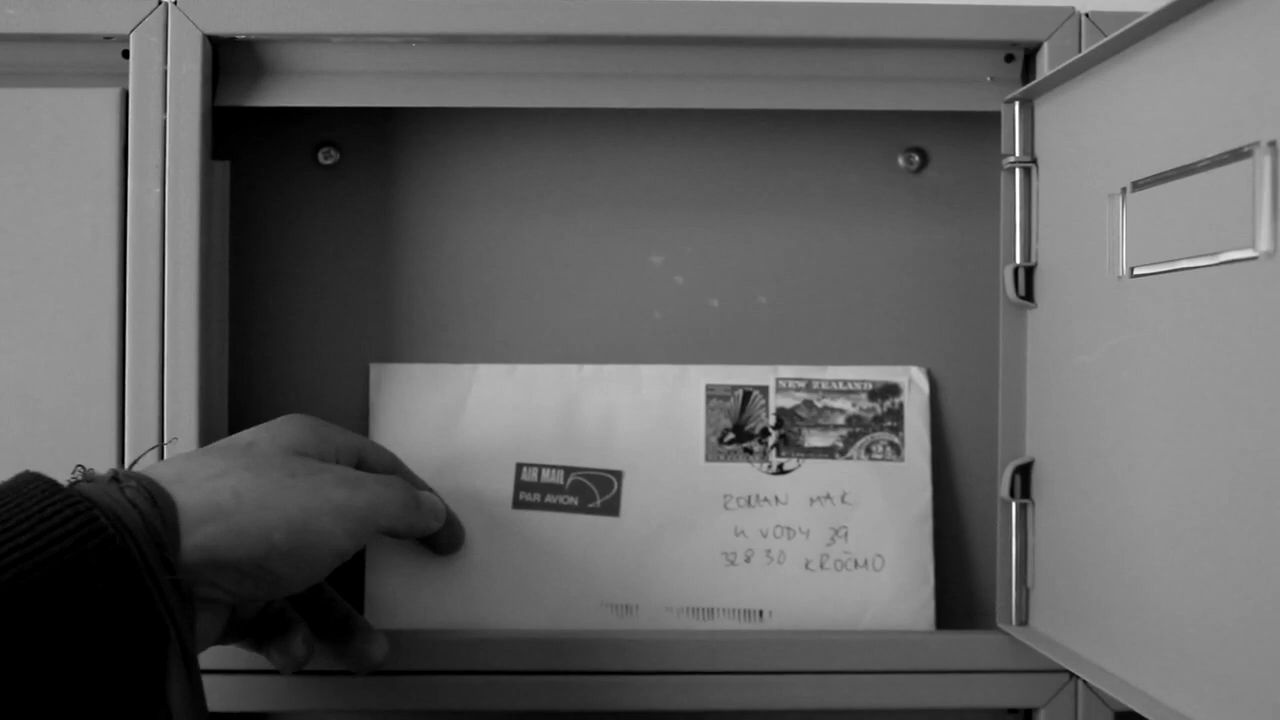 NEW ZEALAND
AIR MAIL
PAR AVION
ROMAN MAK
U VODY 39
328 30 KROČMO